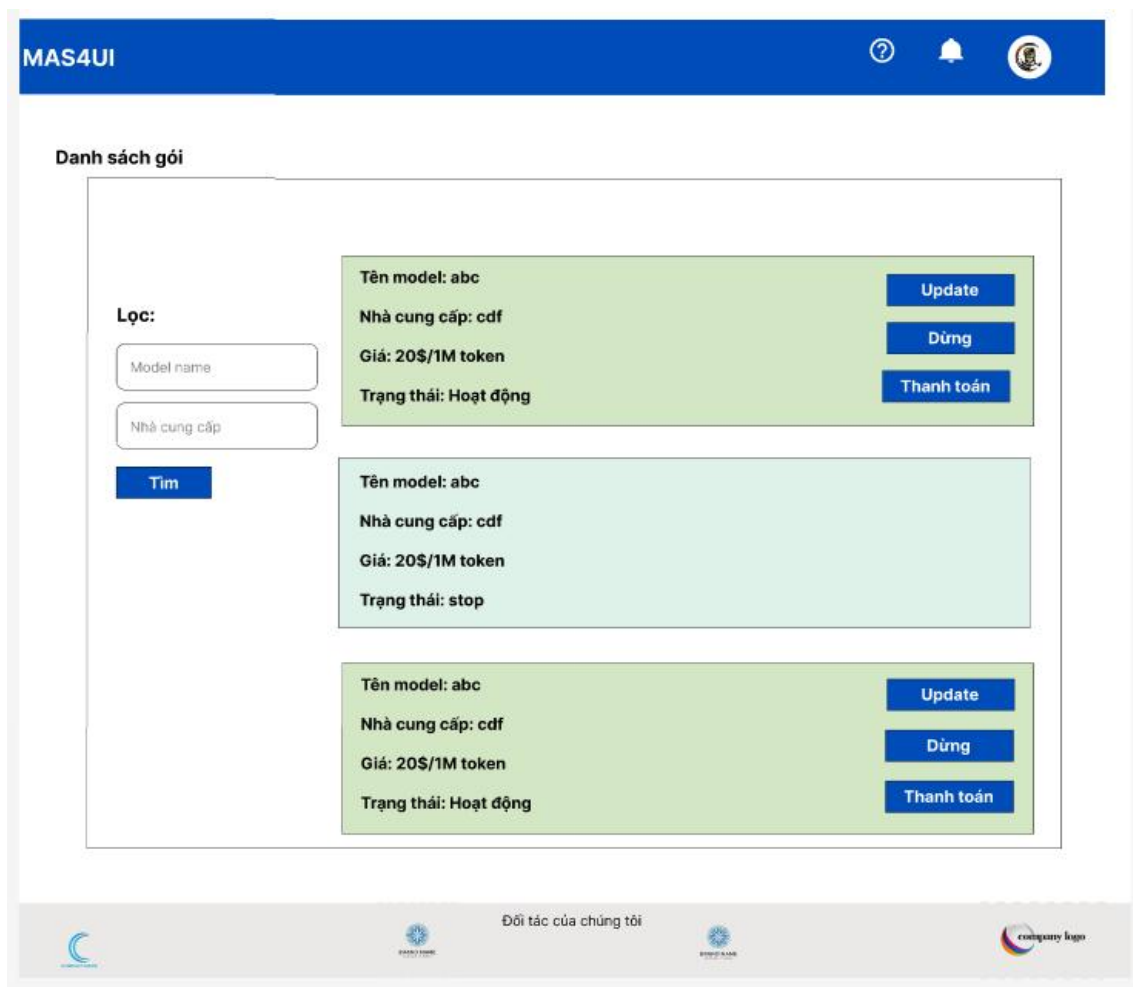 MAS4UI
Danh sách gói
Lọc:
Model name
Nhà cung cấp
Tìm
Tên model: abc
Nhà cung cấp: cdf
Giá: 20$/1M token
Trạng thái: Hoạt động
Update
Dừng
Thanh toán
Tên model: abc
Nhà cung cấp: cdf
Giá: 20$/1M token
Trạng thái: stop
Tên model: abc
Nhà cung cấp: cdf
Giá: 20$/1M token
Trạng thái: Hoạt động
Update
Dừng
Thanh toán
Đối tác của chúng tôi
company logo